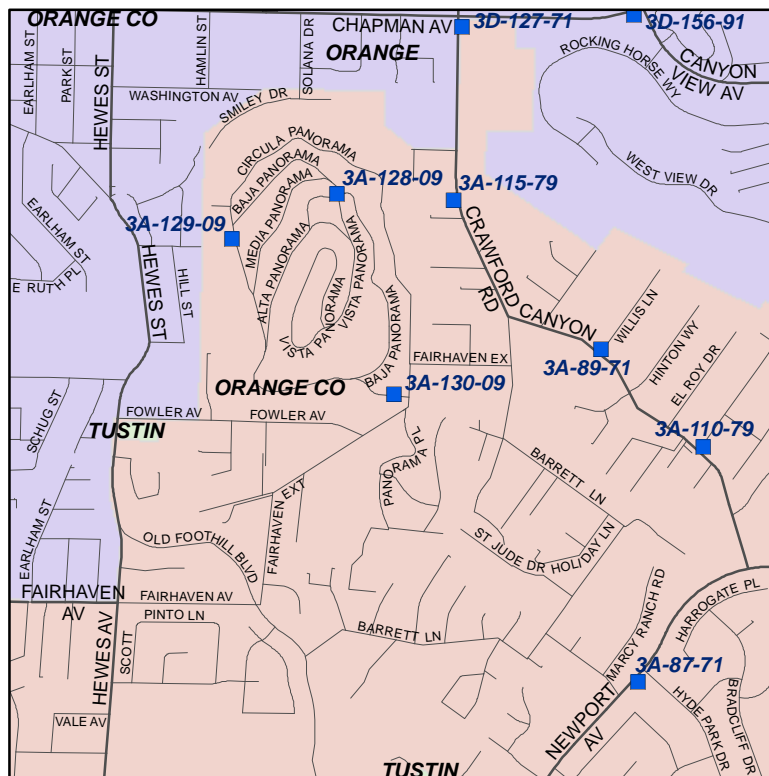 ORANGE CO
EARLHAM ST
PARK ST
HEWES ST
HAMLIN ST
SOLANA DR
CHAPMAN AV
3D-127-71
3D-156-91
ORANGE
CANYON
VIEW AV
ROCKING HORSE WY
WASHINGTON AV
SMILEY DR
CIRCULA PANORAMA
BAJA PANORAMA
3A-128-09
3A-115-79
WEST VIEW DR
MEDIA PANORAMA
3A-129-09
EARLHAM ST
E RUTH PL
HEWES ST
HILL ST
ALTA PANORAMA
VISTA PANORAMA
VISTA PANORAMA
CRAWFORD CANYON
RD
WILLIS LN
BAJA PANORAMA
FAIRHAVEN EX
3A-89-71
HINTON WY
EL ROY DR
ORANGE CO
3A-130-09
FOWLER AV
FOWLER AV
SCHUG ST
TUSTIN
3A-110-79
PANORAMA PL
BARRETT LN
FAIRHAVEN EXT
OLD FOOTHILL BLVD
ST JUDE DR
HOLIDAY LN
EARLHAM ST
FAIRHAVEN
AV
FAIRHAVEN AV
PINTO LN
SCOTT
HEWES AV
BARRETT LN
MARCY RANCH RD
HARROGATE PL
3A-87-71
NEWPORT
AV
HYDE PARK DR
BRADCLIFF DR
VALE AV
TUSTIN